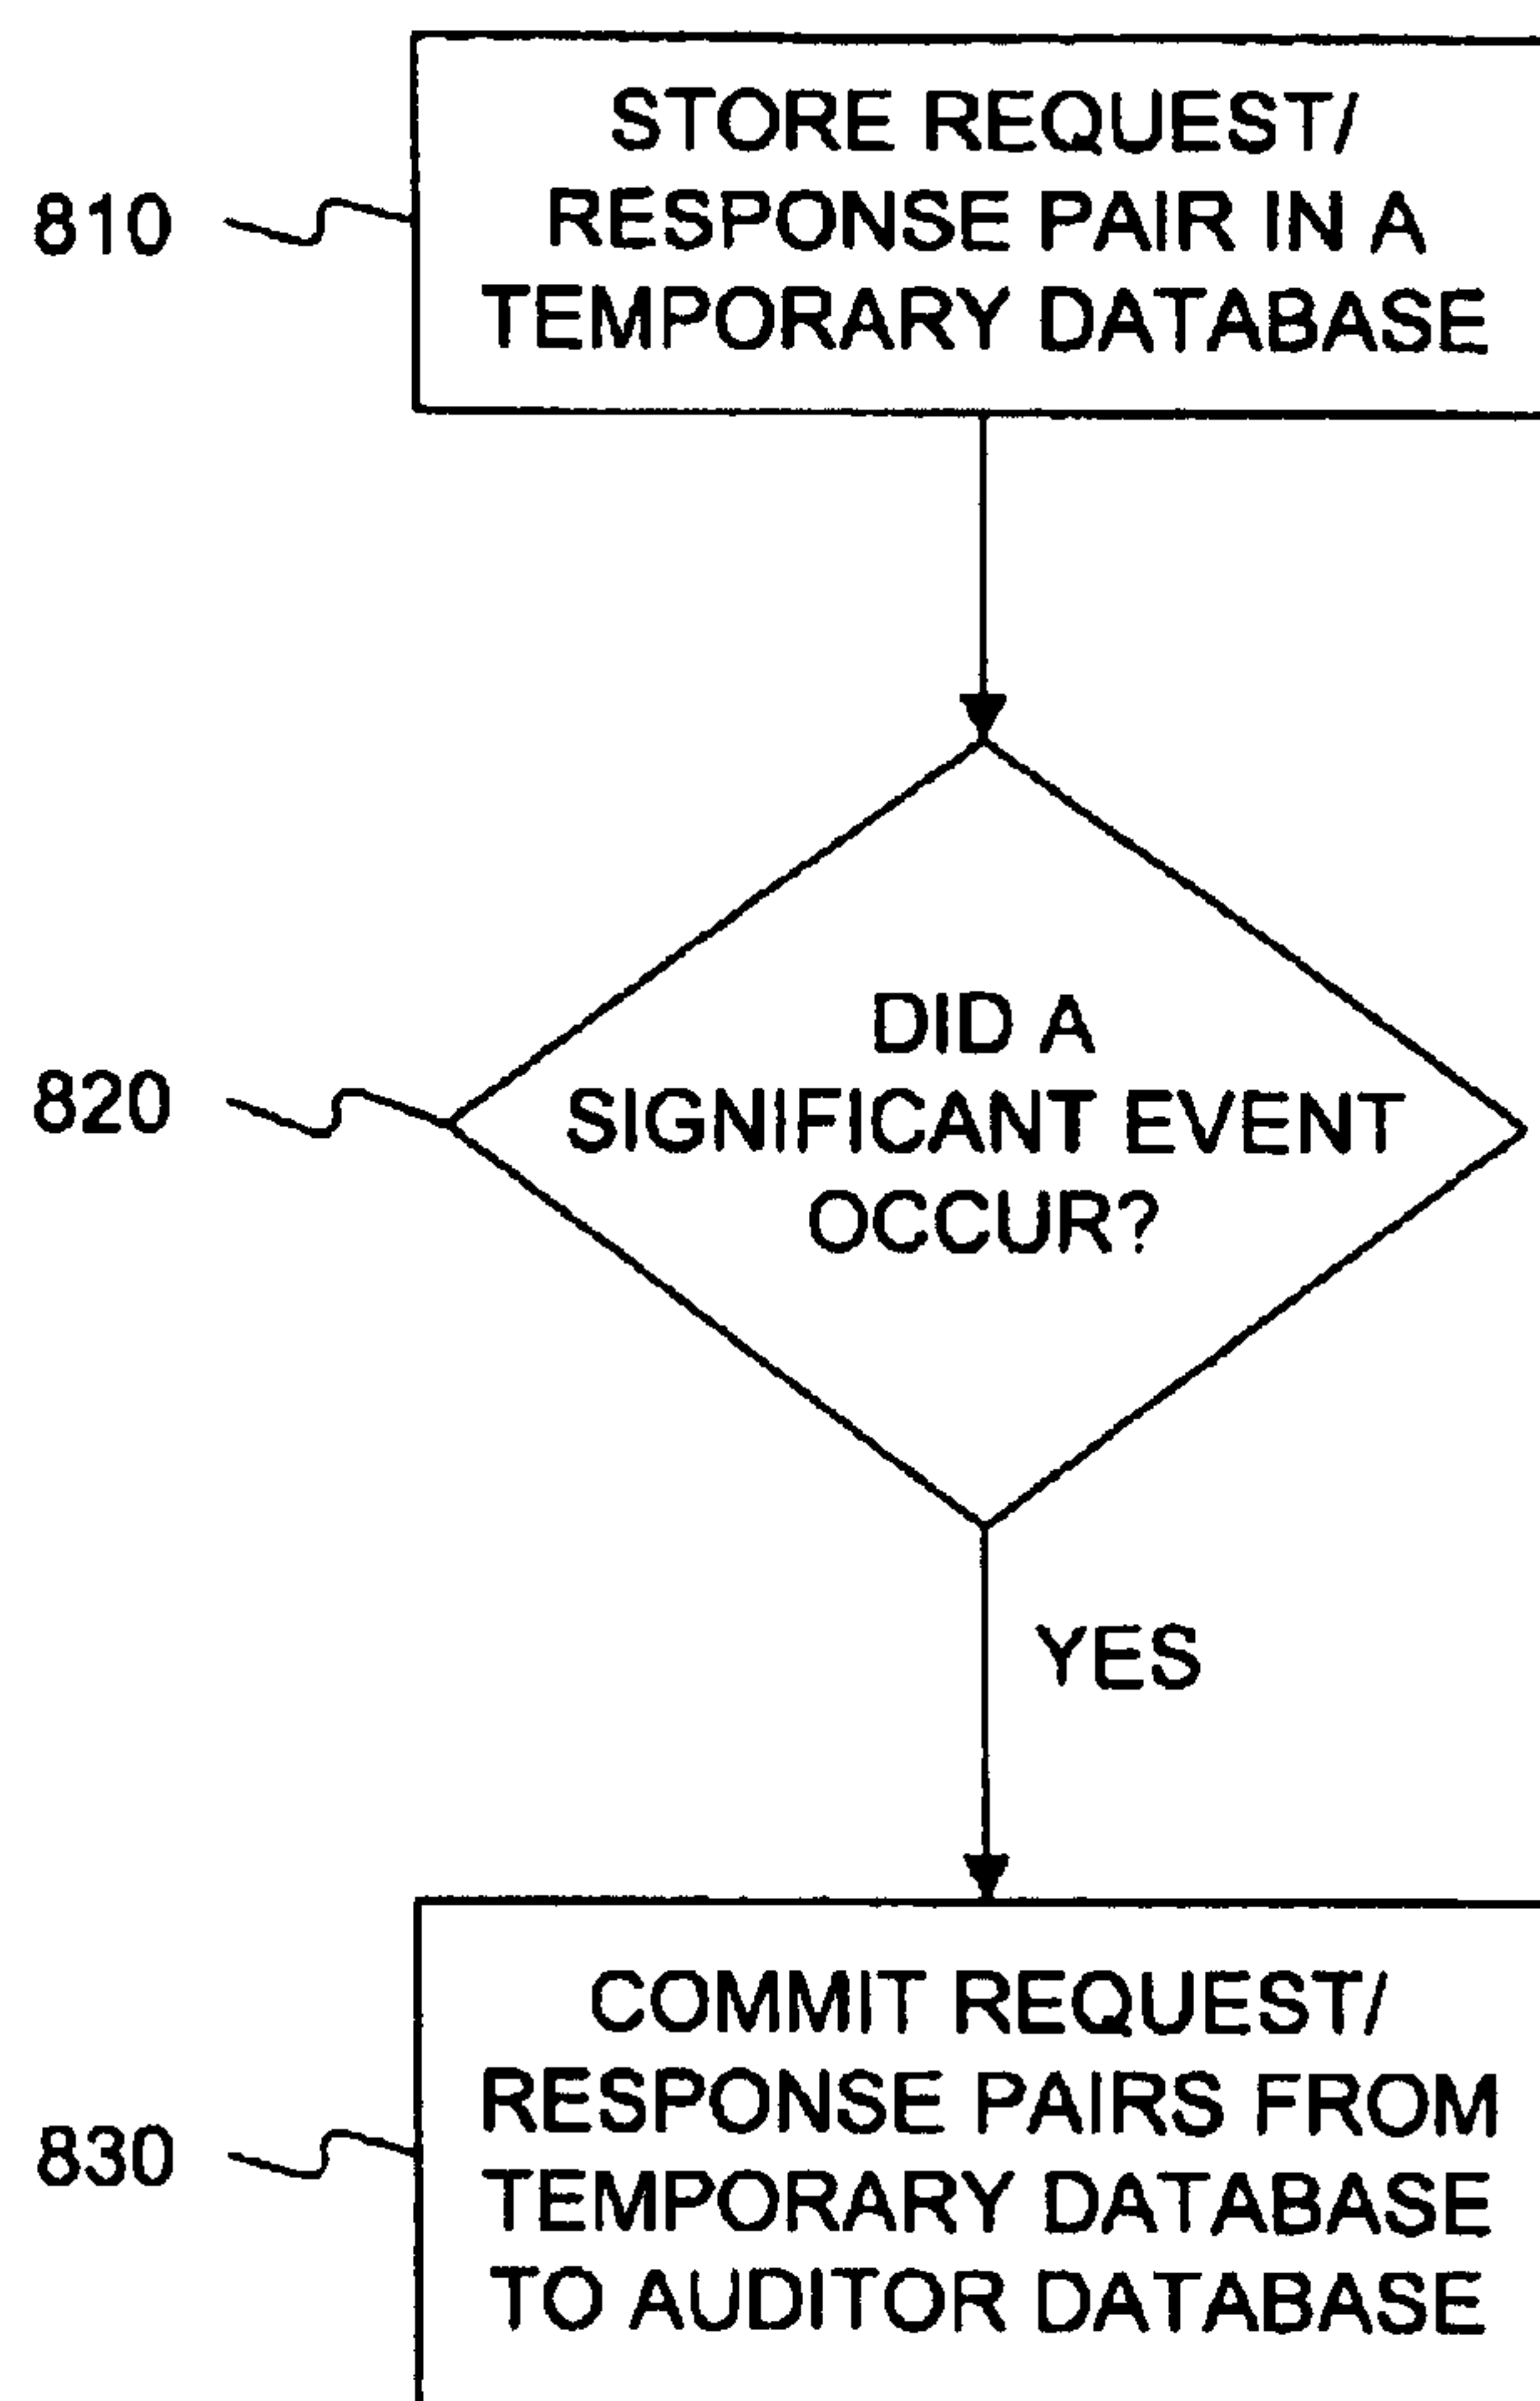 STORE REQUEST/
810
RESPONSE PAIR IN A
TEMPORARY DATABASE
DID A
820
SIGNIFICANT EVENT
OCCUR?
YES
COMMIT REQUEST/
RESPONSE PAIRS FROM
830
TEMPORARY DATABASE
TO AUDITOR DATABASE